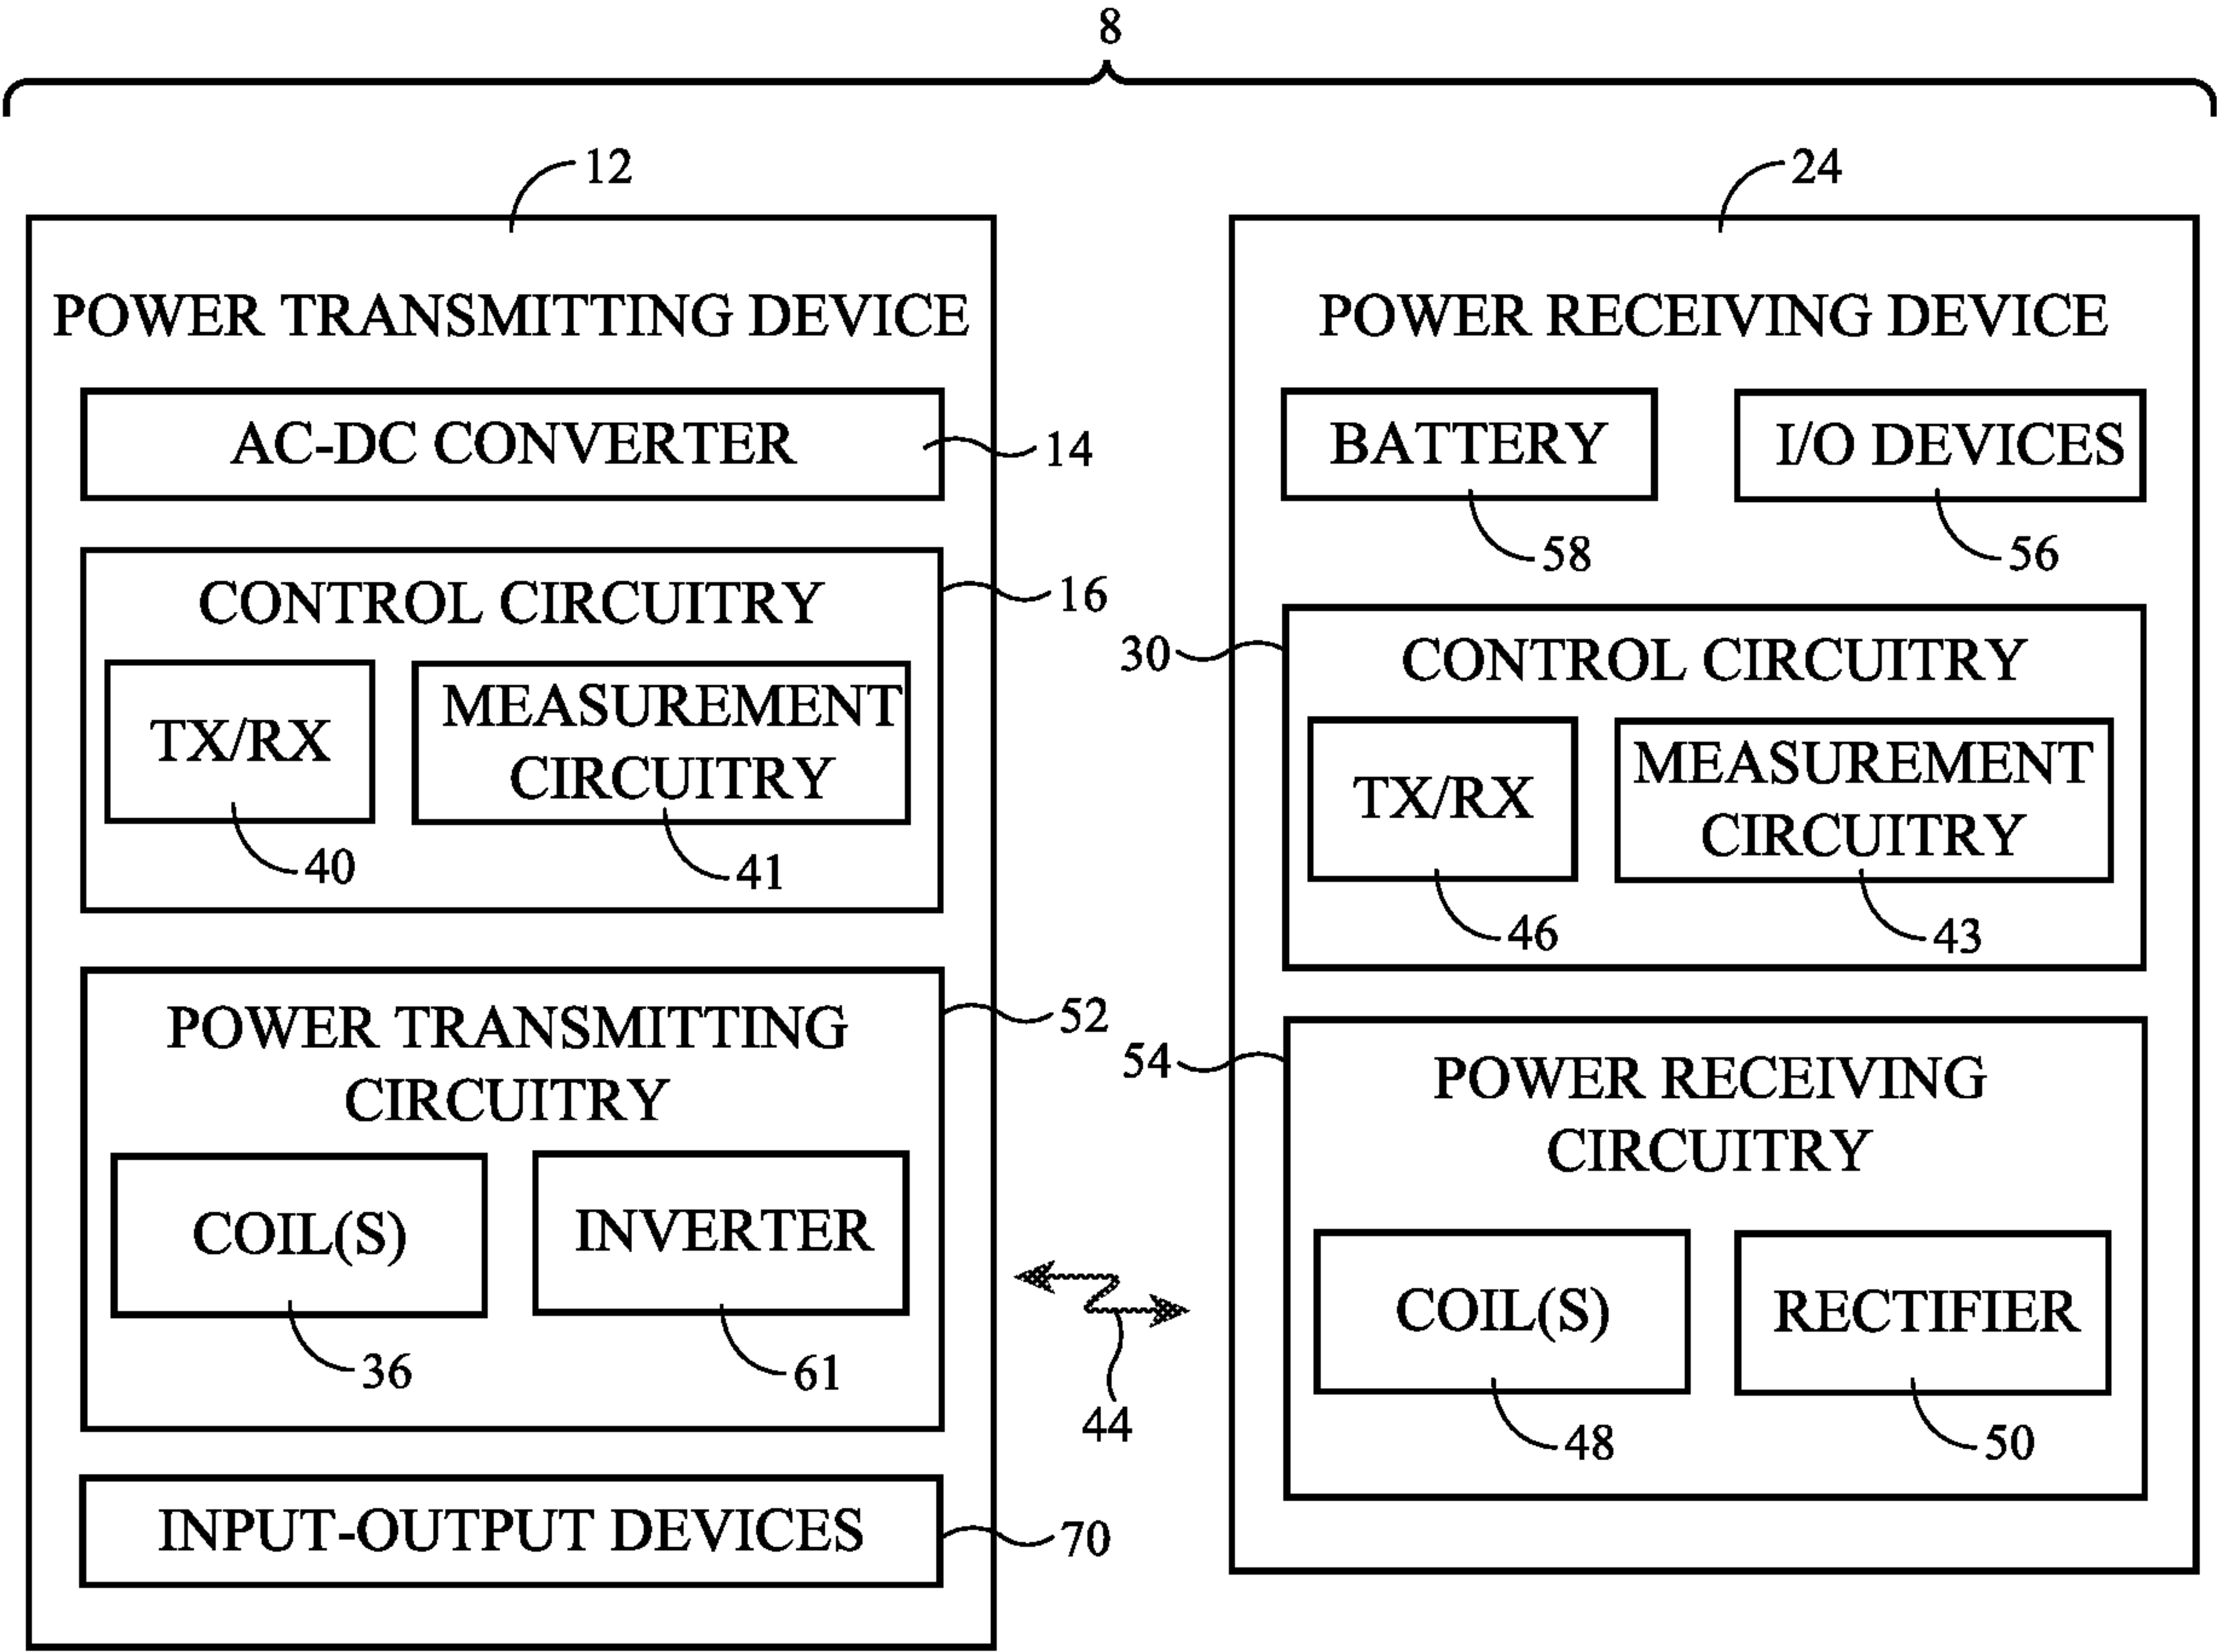 8
12
POWER TRANSMITTING DEVICE
AC-DC CONVERTER
14
CONTROL CIRCUITRY
16
TX/RX
40
MEASUREMENT
CIRCUITRY
41
POWER TRANSMITTING
CIRCUITRY
52
COIL(S)
36
INVERTER
61
INPUT-OUTPUT DEVICES
70
44
24
POWER RECEIVING DEVICE
BATTERY
58
I/O DEVICES
56
30
CONTROL CIRCUITRY
TX/RX
46
MEASUREMENT
CIRCUITRY
43
54
POWER RECEIVING
CIRCUITRY
COIL(S)
48
RECTIFIER
50